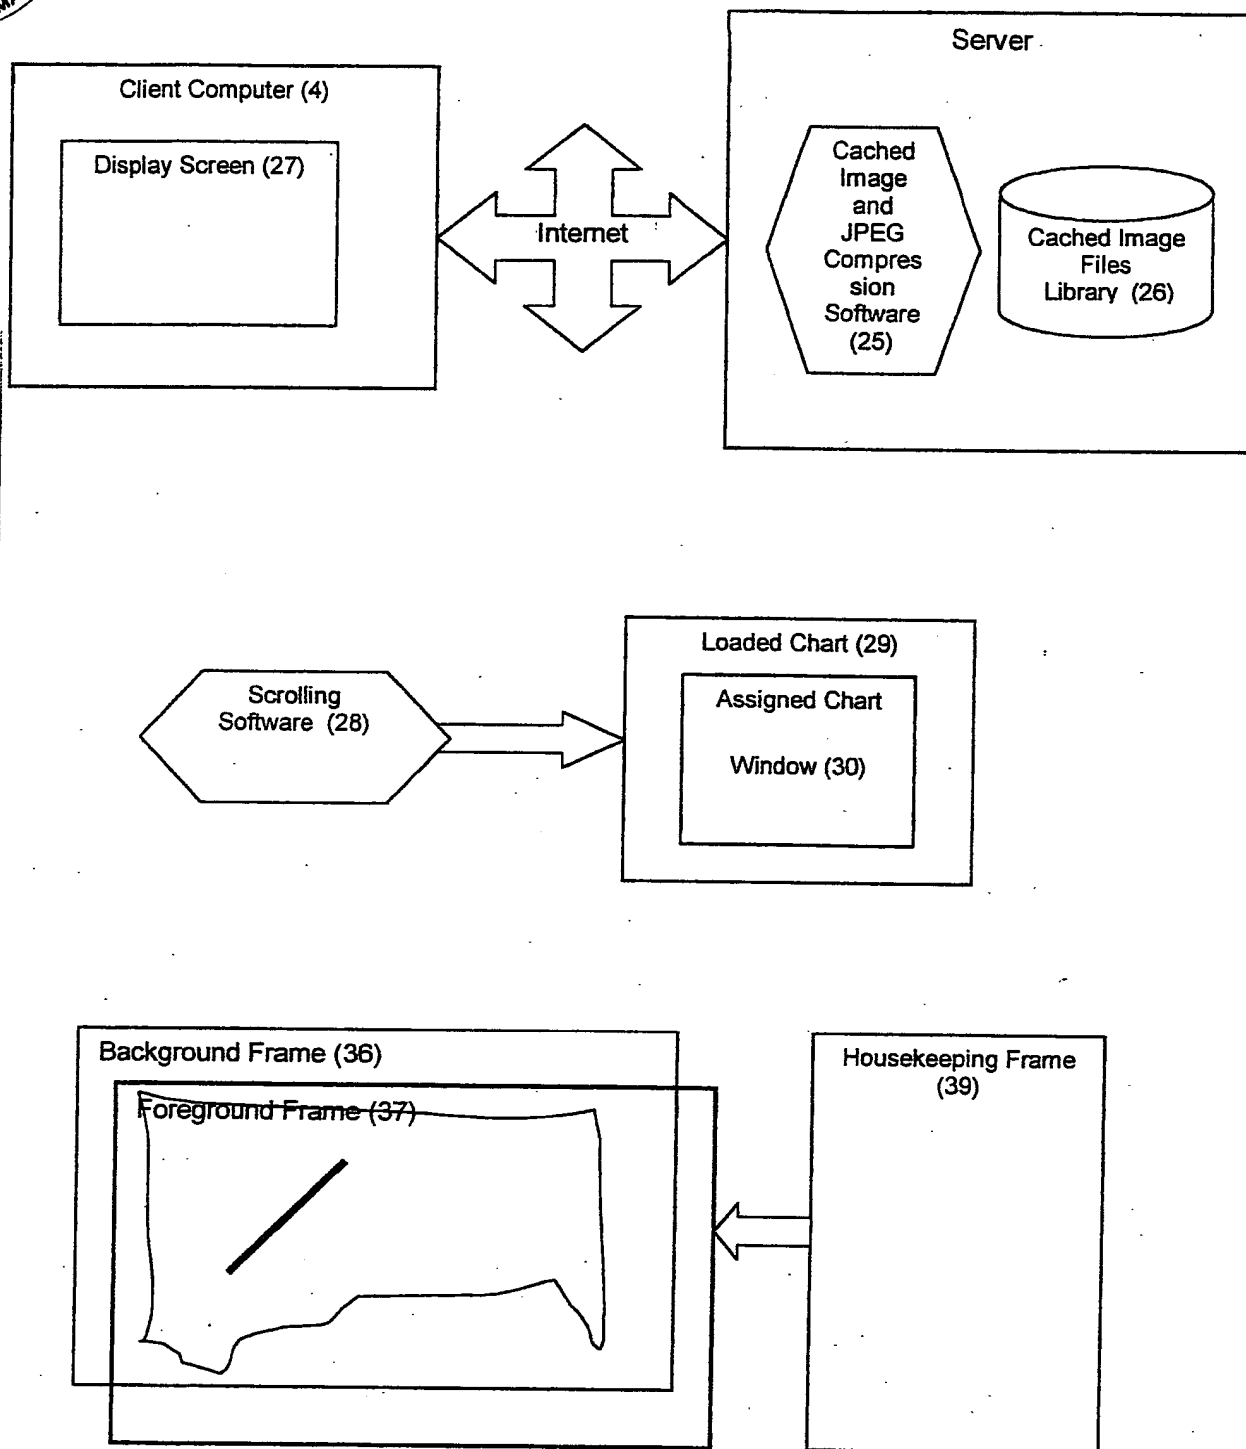 Server
Client Computer (4)
Display Screen (27)
Internet
Cached
Image
and
JPEG
Compres
sion
Software
(25)
Cached Image
Files
Library (26)
Scrolling
Software (28)
Loaded Chart (29)
Assigned Chart
Window (30)
Background Frame (36)
Foreground Frame (37)
Housekeeping Frame
(39)